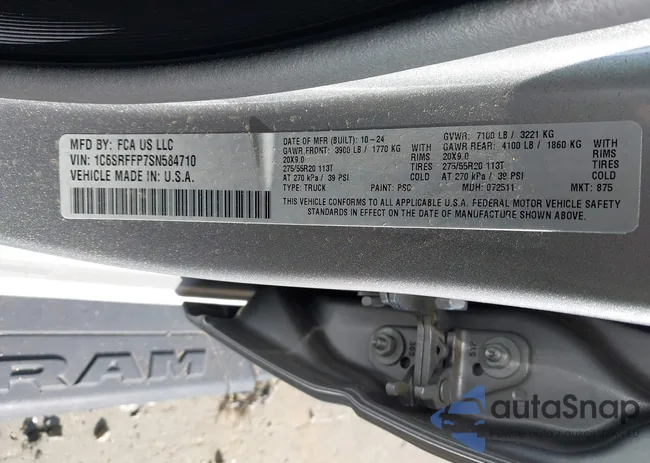 MFD BY: FCA US LLC
VIN: 1C6SRFFP7SN584710
VEHICLE MADE IN: U.S.A.
DATE OF MFR (BUILT): 10-24
GVWR: 7100 LB / 3221 KG
GAWR FRONT: 3900 LB / 1770 KG WITH
GAWR REAR: 4100 LB / 1860 KG WITH
20X9.0 RIMS
20X9.0 RIMS
275/55R20 113T TIRES
275/55R20 113T TIRES
AT 270 kPa / 39 PSI COLD
AT 270 kPa / 39 PSI COLD
TYPE: TRUCK PAINT: PSC MDH: 072511 MKT: 875
THIS VEHICLE CONFORMS TO ALL APPLICABLE U.S.A. FEDERAL MOTOR VEHICLE SAFETY
STANDARDS IN EFFECT ON THE DATE OF MANUFACTURE SHOWN ABOVE.
RAM
autoSnap